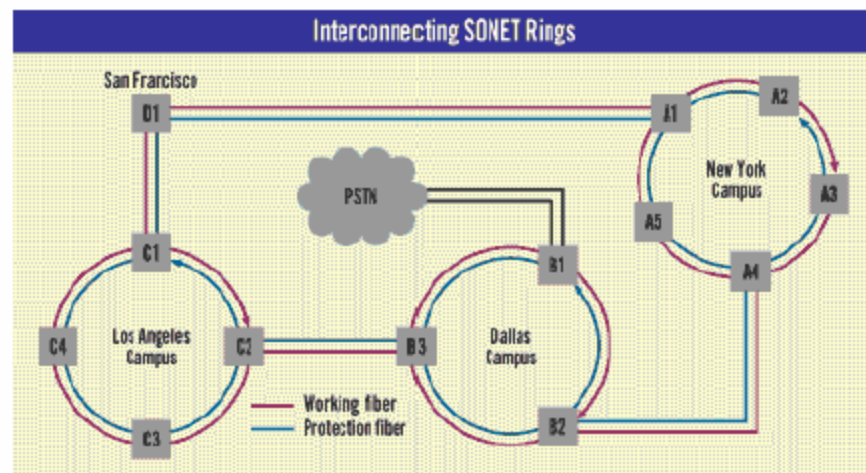 Interconnecting SONET Rings
San Francisco
D1
A1
A2
New York
Campus
A3
PSTN
A5
C1
B1
A4
C4
Los Angeles
Campus
C2
B3
Dallas
Campus
Working fiber
Protection fiber
C3
B2